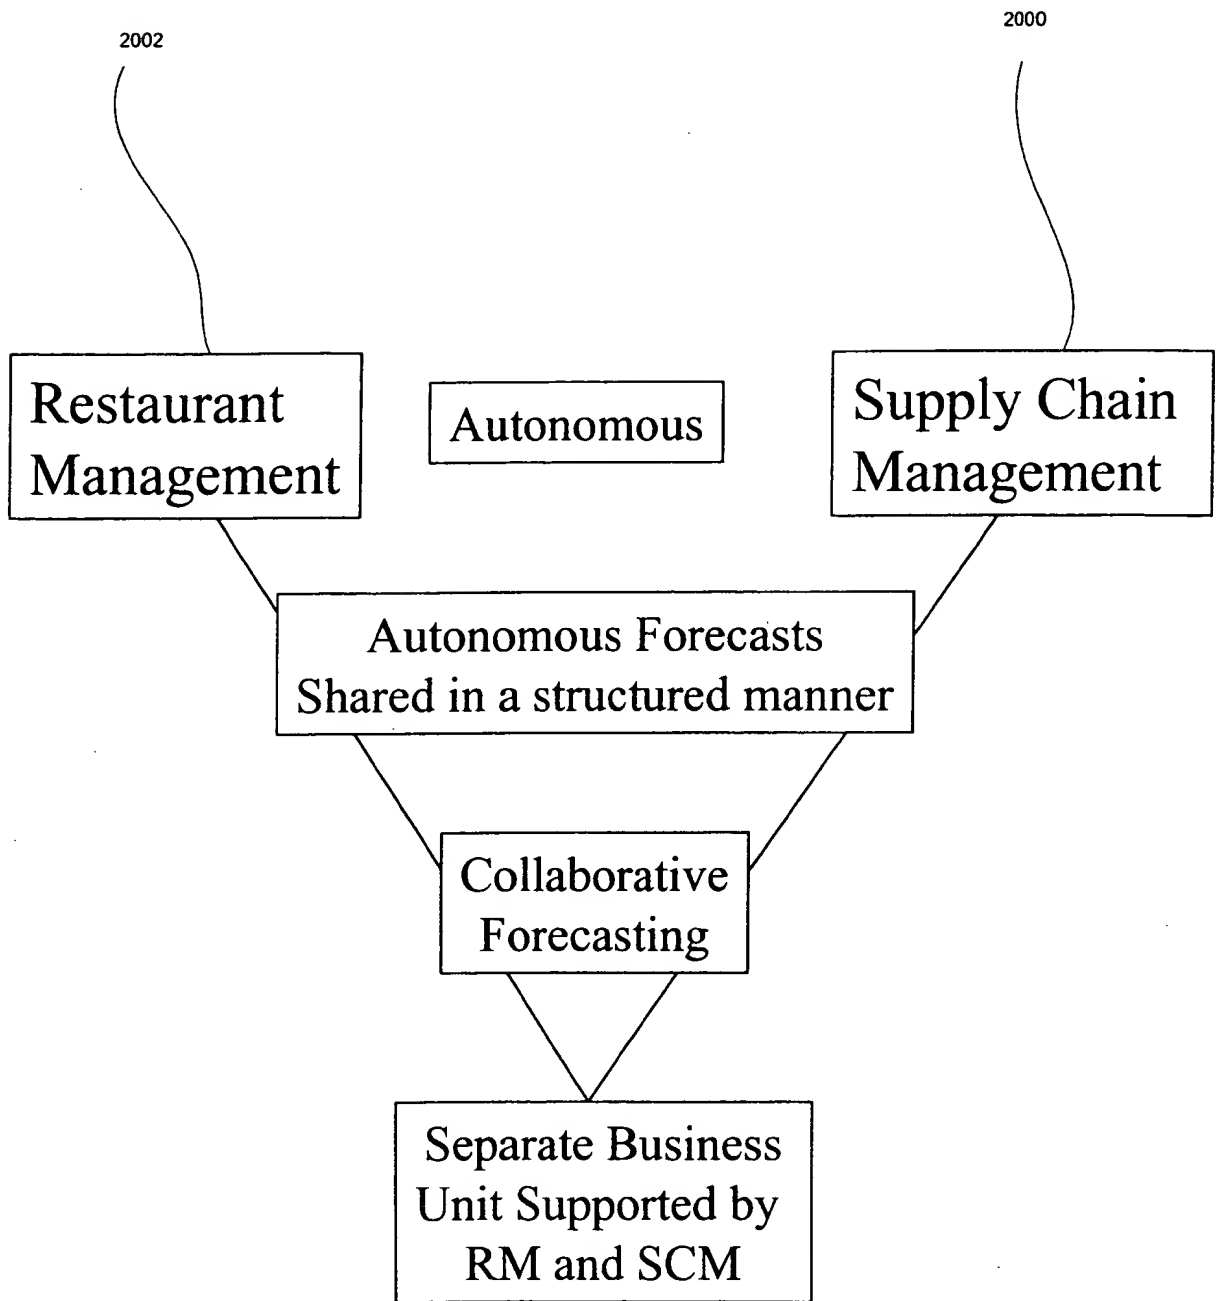 2002
2000
Restaurant
Management
Autonomous
Supply Chain
Management
Autonomous Forecasts
Shared in a structured manner
Collaborative
Forecasting
Separate Business
Unit Supported by
RM and SCM